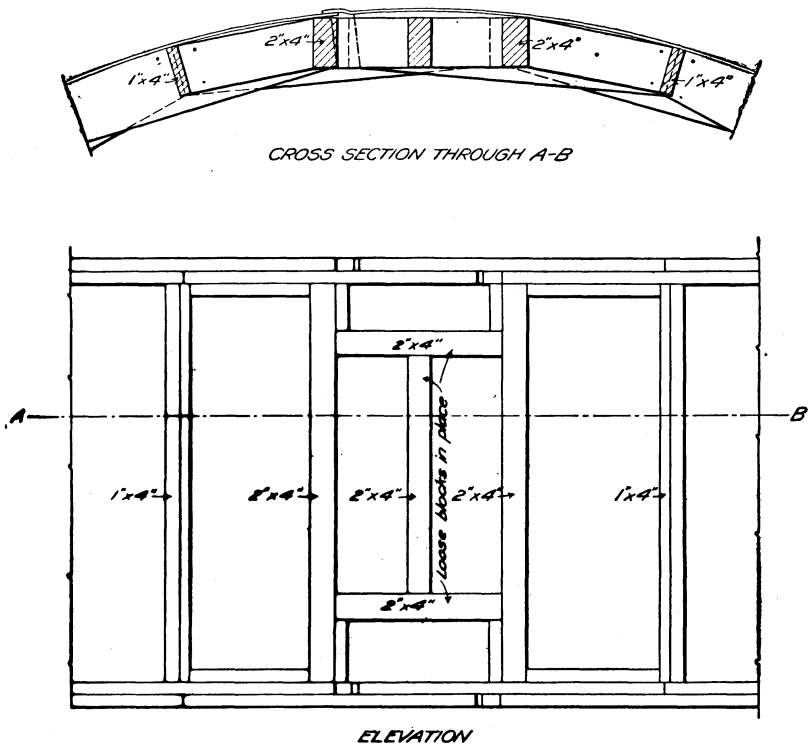 2"x4"
2"x4"
1"x4"
1"x4"
CROSS SECTION THROUGH A-B
2"x4"
A
B
Loose blocks in place
1"x4"
2"x4"
2"x4"
2"x4"
1"x4"
2"x4"
ELEVATION